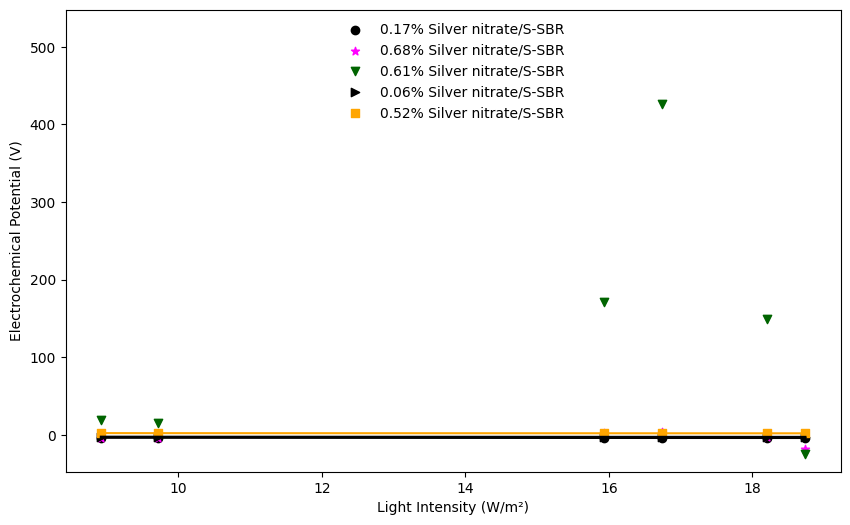 0.17% Silver nitrate/S-SBR
0.68% Silver nitrate/S-SBR
0.61% Silver nitrate/S-SBR
0.06% Silver nitrate/S-SBR
0.52% Silver nitrate/S-SBR
Electrochemical Potential (V)
500
400
300
200
100
0
10 12 14 16 18
Light Intensity (W/m²)